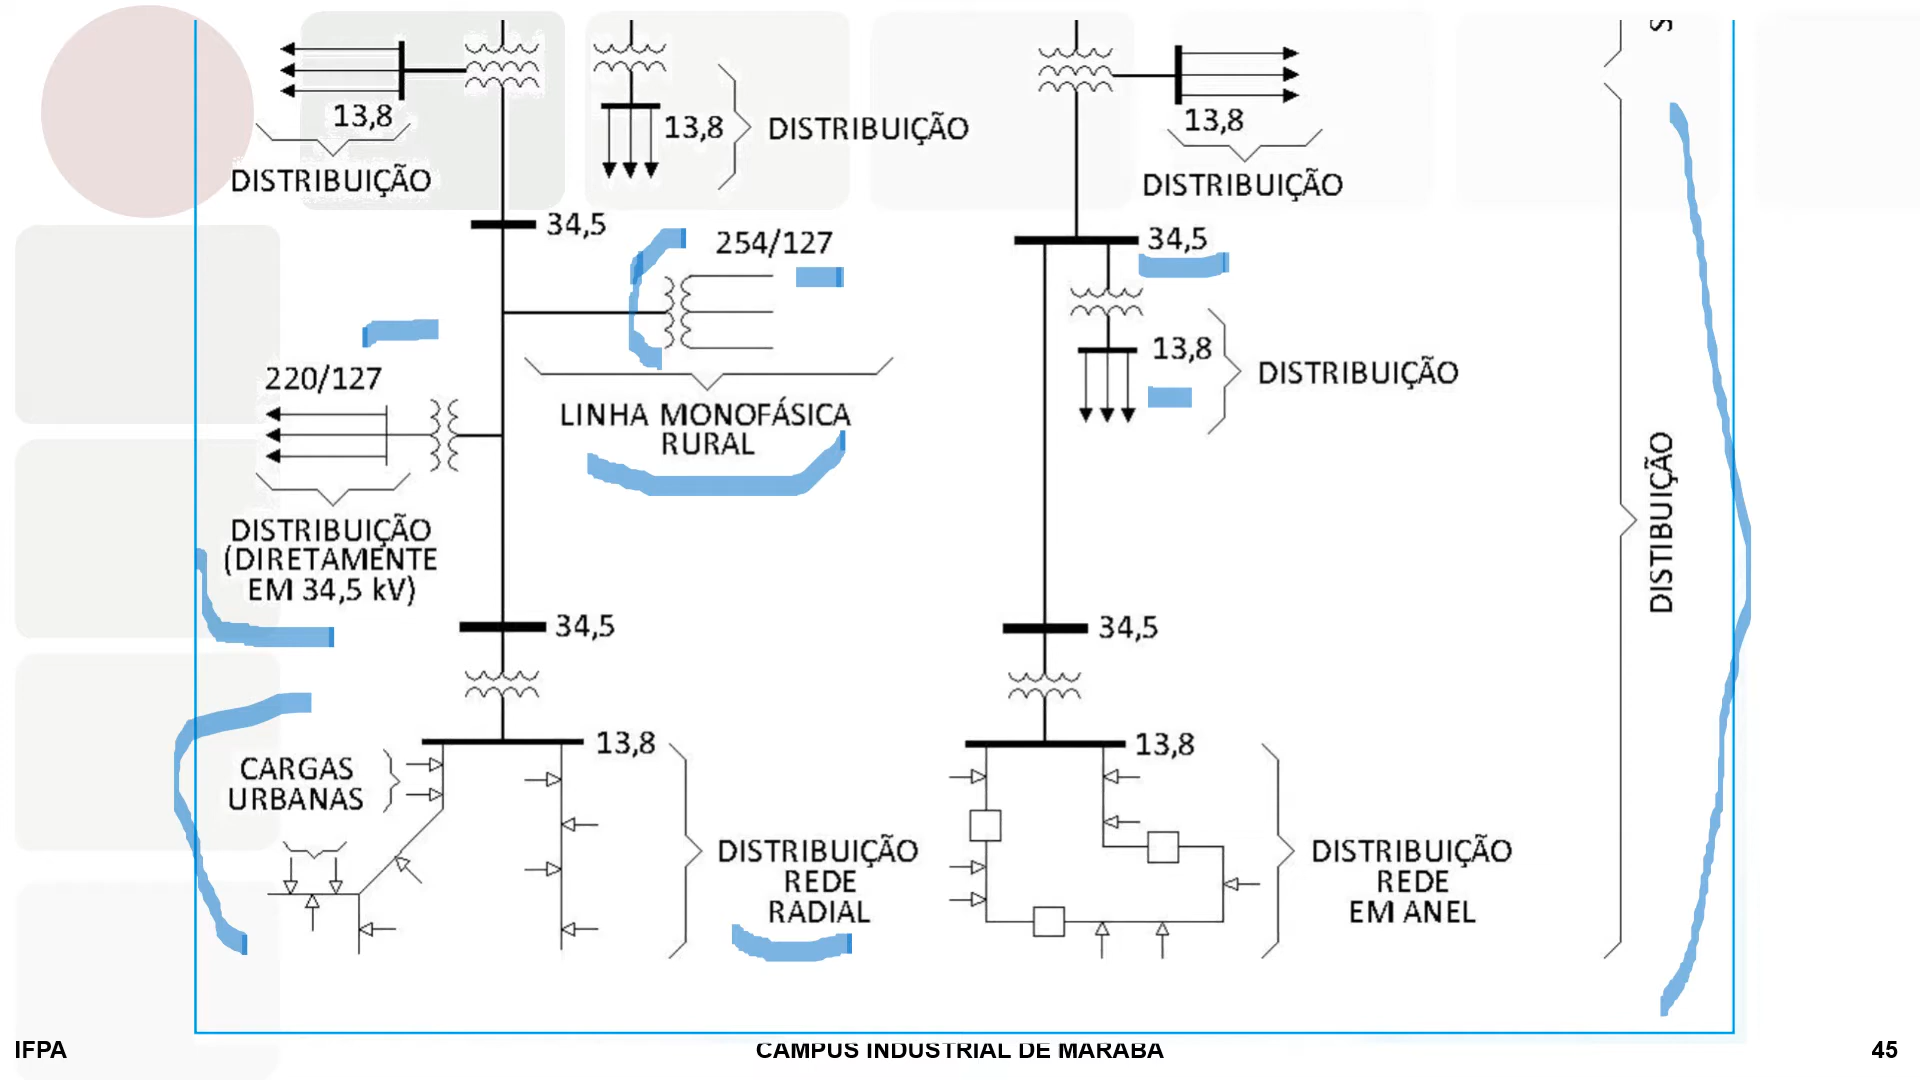 S
13,8
DISTRIBUIÇÃO
13,8
DISTRIBUIÇÃO
13,8
DISTRIBUIÇÃO
34,5
254/127
34,5
220/127
LINHA MONOFÁSICA
RURAL
13,8
DISTRIBUIÇÃO
DISTRIBUIÇÃO
(DIRETAMENTE
EM 34,5 kV)
DISTIBUIÇÃO
34,5
34,5
13,8
13,8
CARGAS
URBANAS
DISTRIBUIÇÃO
REDE
RADIAL
DISTRIBUIÇÃO
REDE
EM ANEL
IFPA
CAMPUS INDUSTRIAL DE MARABA
45